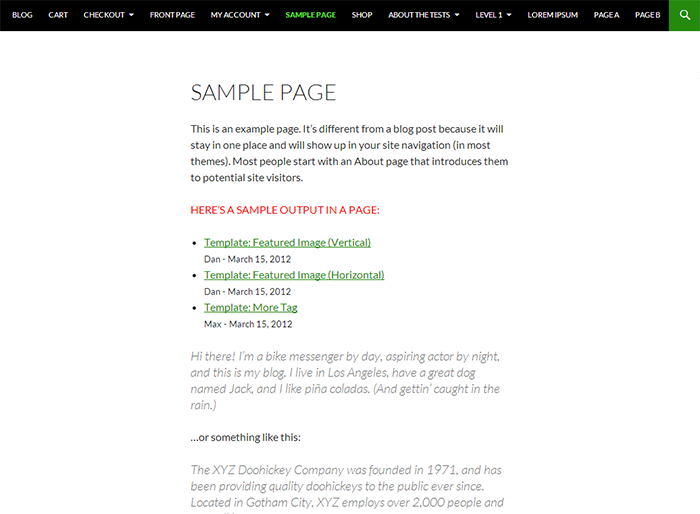 BLOG CART CHECKOUT FRONT PAGE MY ACCOUNT SAMPLE PAGE SHOP ABOUT THE TESTS LEVEL 1 LOREM IPSUM PAGE A PAGE B
SAMPLE PAGE
This is an example page. It’s different from a blog post because it will
stay in one place and will show up in your site navigation (in most
themes). Most people start with an About page that introduces them
to potential site visitors.
HERE’S A SAMPLE OUTPUT IN A PAGE:
• Template: Featured Image (Vertical)
Dan - March 15, 2012
• Template: Featured Image (Horizontal)
Dan - March 15, 2012
• Template: More Tag
Max - March 15, 2012
Hi there! I’m a bike messenger by day, aspiring actor by night,
and this is my blog. I live in Los Angeles, have a great dog
named Jack, and I like piña coladas. (And gettin’ caught in the
rain.)
…or something like this:
The XYZ Doohickey Company was founded in 1971, and has
been providing quality doohickeys to the public ever since.
Located in Gotham City, XYZ employs over 2,000 people and